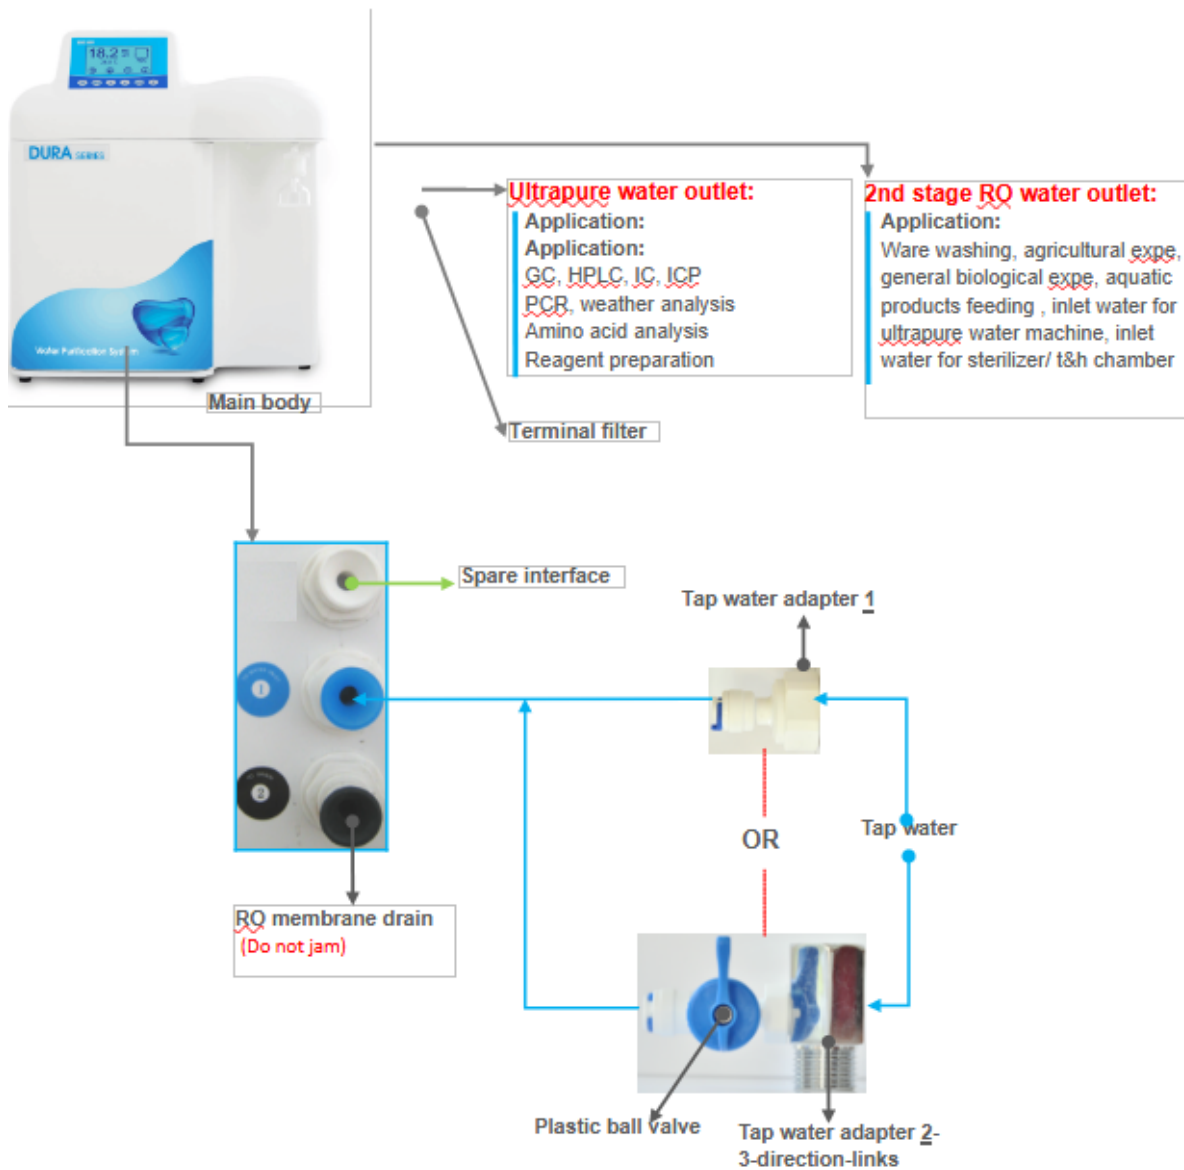 18.2
DURA SERIES
Water Purification System
Main body
Ultrapure water outlet:
Application:
Application:
GC, HPLC, IC, ICP
PCR, weather analysis
Amino acid analysis
Reagent preparation
2nd stage RO water outlet:
Application:
Ware washing, agricultural expe,
general biological expe, aquatic
products feeding , inlet water for
ultrapure water machine, inlet
water for sterilizer/ t&h chamber
Terminal filter
Spare interface
Tap water adapter 1
1
2
OR
Tap water
RO membrane drain
(Do not jam)
Plastic ball valve
Tap water adapter 2-
3-direction-links